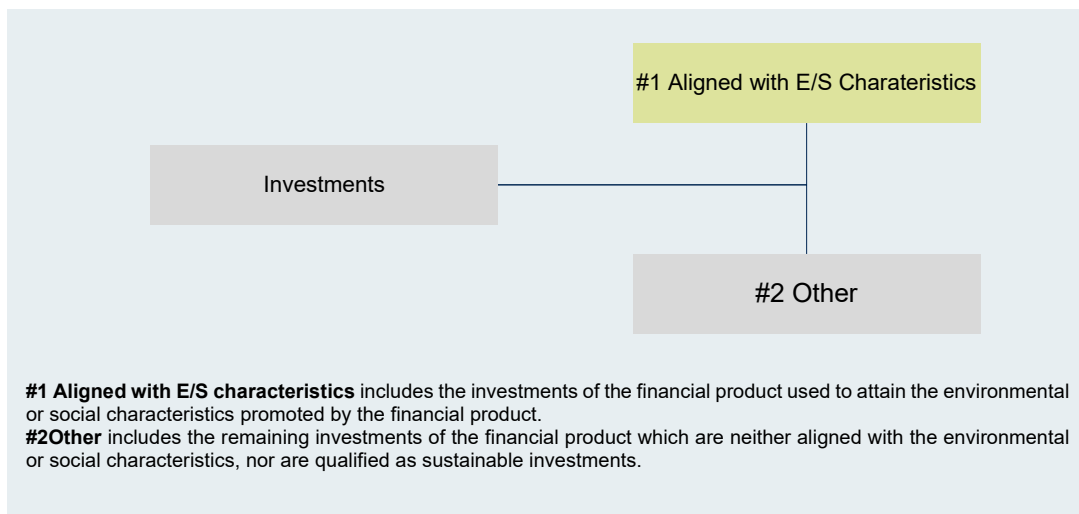 #1 Aligned with E/S Charateristics
Investments
#2 Other
#1 Aligned with E/S characteristics includes the investments of the financial product used to attain the environmental
or social characteristics promoted by the financial product.
#2Other includes the remaining investments of the financial product which are neither aligned with the environmental
or social characteristics, nor are qualified as sustainable investments.